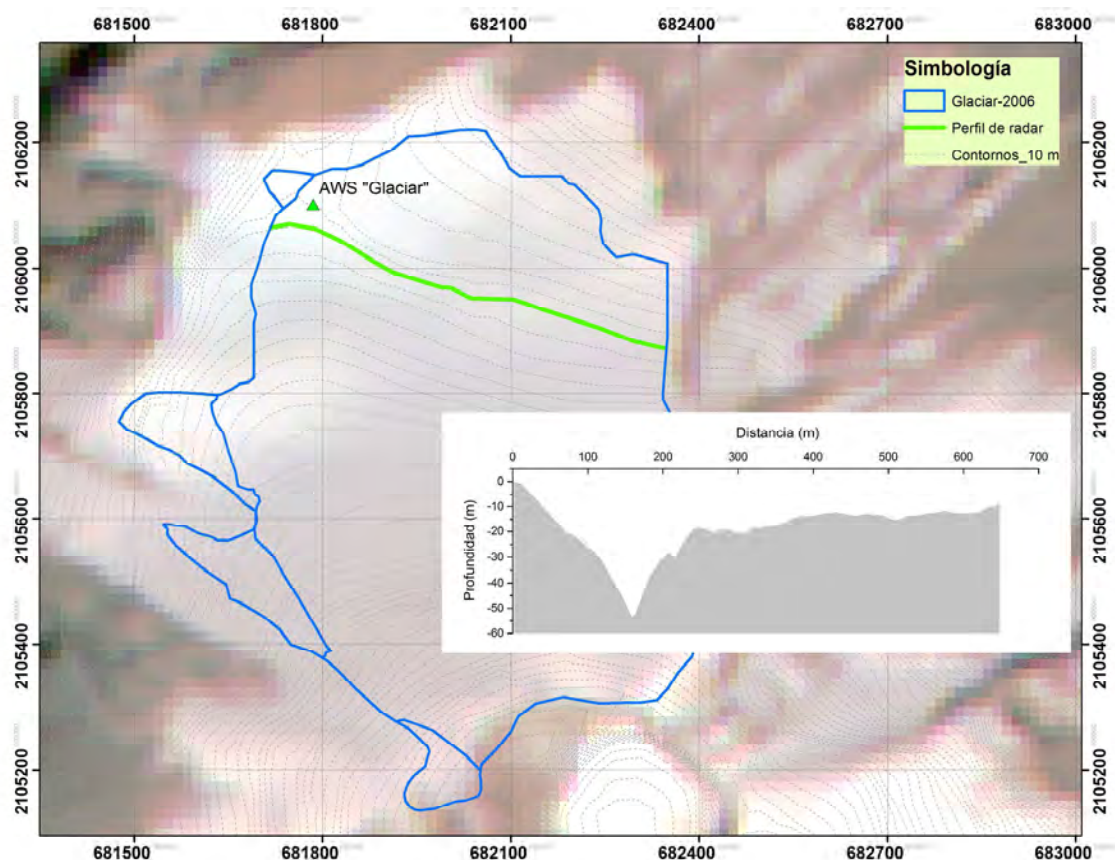 681500 681800 682100 682400 682700 683000
Simbología
Glaciar-2006
Perfil de radar
Contornos_10 m
2106200 2106200
AWS "Glaciar"
2106000 2106000
2105800 2105800
Distancia (m)
0 100 200 300 400 500 600 700
Profundidad (m)
0
-10
-20
-30
-40
-50
-60
2105600 2105600
2105400 2105400
2105200 2105200
681500 681800 682100 682400 682700 683000